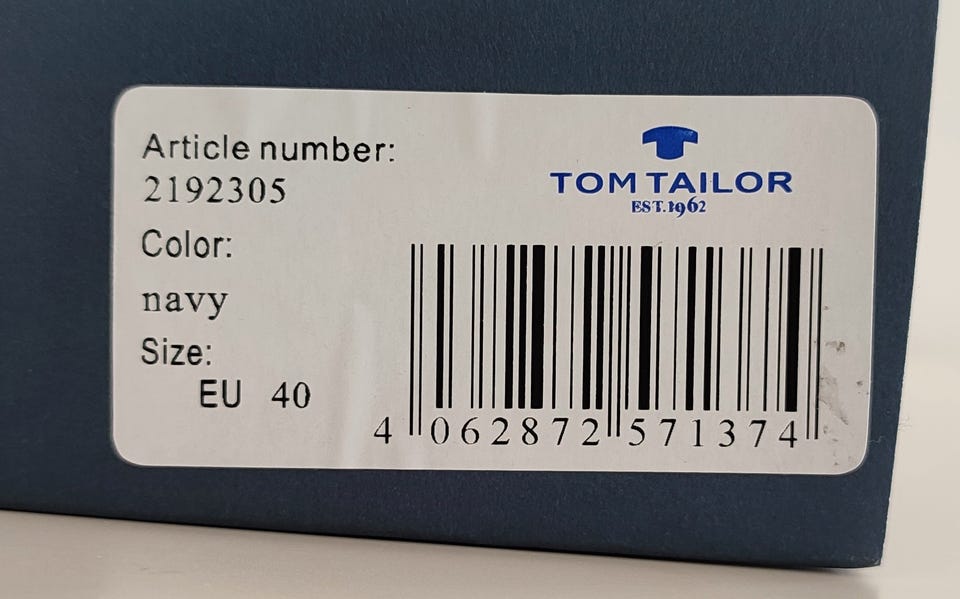 Article number:
2192305
Color:
navy
Size:
EU 40
TOM TAILOR
EST.1962
4 062872 571374